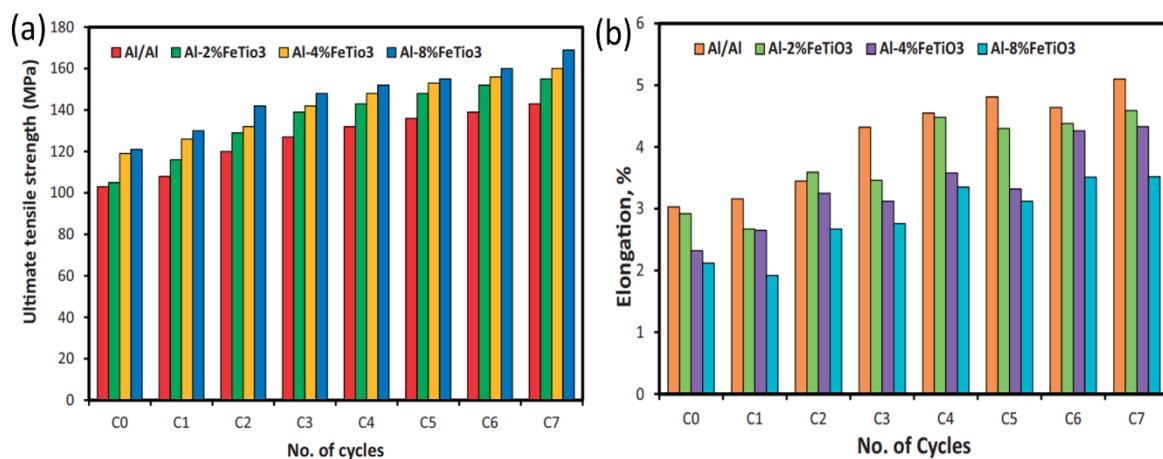 (a)
Ultimate tensile strength (MPa)
180
160
140
120
100
80
60
40
20
0
Al/Al Al-2%FeTio3 Al-4%FeTio3 Al-8%FeTio3
C0 C1 C2 C3 C4 C5 C6 C7
No. of cycles
(b)
Elongation, %
6
5
4
3
2
1
0
Al/Al Al-2%FeTiO3 Al-4%FeTiO3 Al-8%FeTiO3
C0 C1 C2 C3 C4 C5 C6 C7
No. of Cycles